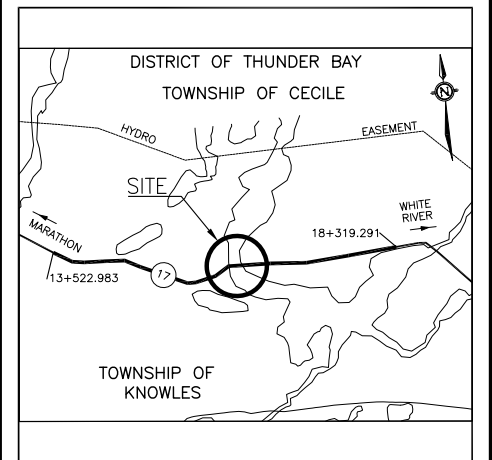 DISTRICT OF THUNDER BAY
TOWNSHIP OF CECILE
N
HYDRO
EASEMENT
SITE
WHITE
RIVER
MARATHON
18+319.291
13+522.983
17
TOWNSHIP OF
KNOWLES